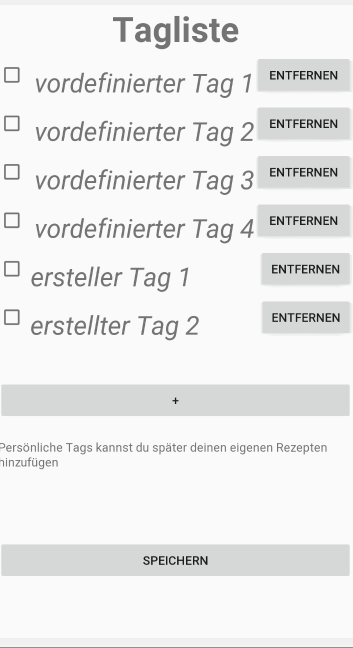 Tagliste
vordefinierter Tag 1 ENTFERNEN
vordefinierter Tag 2 ENTFERNEN
vordefinierter Tag 3 ENTFERNEN
vordefinierter Tag 4 ENTFERNEN
ersteller Tag 1 ENTFERNEN
erstellter Tag 2 ENTFERNEN
+
Persönliche Tags kannst du später deinen eigenen Rezepten
hinzufügen
SPEICHERN